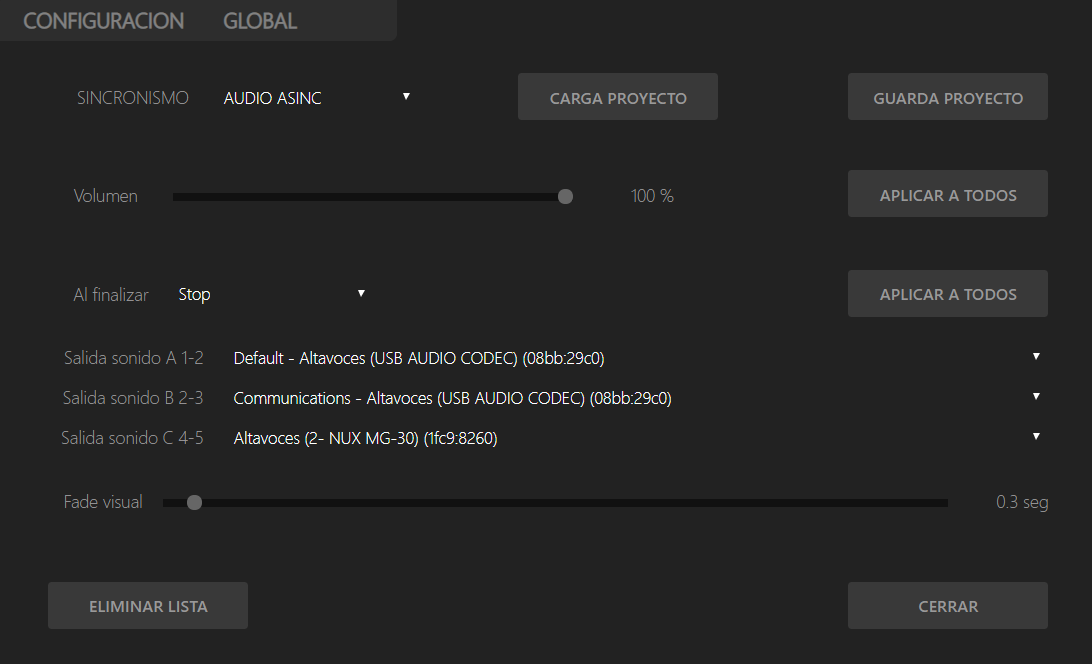 CONFIGURACION GLOBAL
SINCRONISMO AUDIO ASINC CARGA PROYECTO GUARDA PROYECTO
Volumen 100 % APLICAR A TODOS
Al finalizar Stop APLICAR A TODOS
Salida sonido A 1-2 Default - Altavoces (USB AUDIO CODEC) (08bb:29c0)
Salida sonido B 2-3 Communications - Altavoces (USB AUDIO CODEC) (08bb:29c0)
Salida sonido C 4-5 Altavoces (2- NUX MG-30) (1fc9:8260)
Fade visual 0.3 seg
ELIMINAR LISTA CERRAR